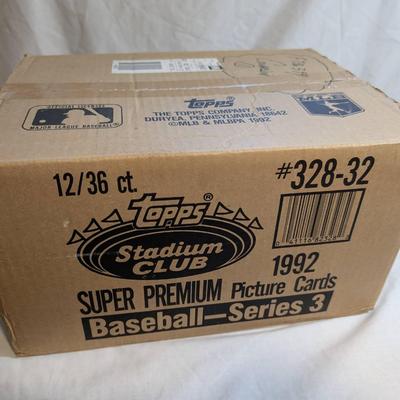 OFFICIAL LICENSEE
MAJOR LEAGUE BASEBALL®
Topps®
THE TOPPS COMPANY, INC.
DURYEA, PENNSYLVANIA 18642
©MLB & MLBPA 1992
12/36 ct.
#328-32
Topps®
Stadium
CLUB
1992
SUPER PREMIUM Picture Cards
Baseball—Series 3